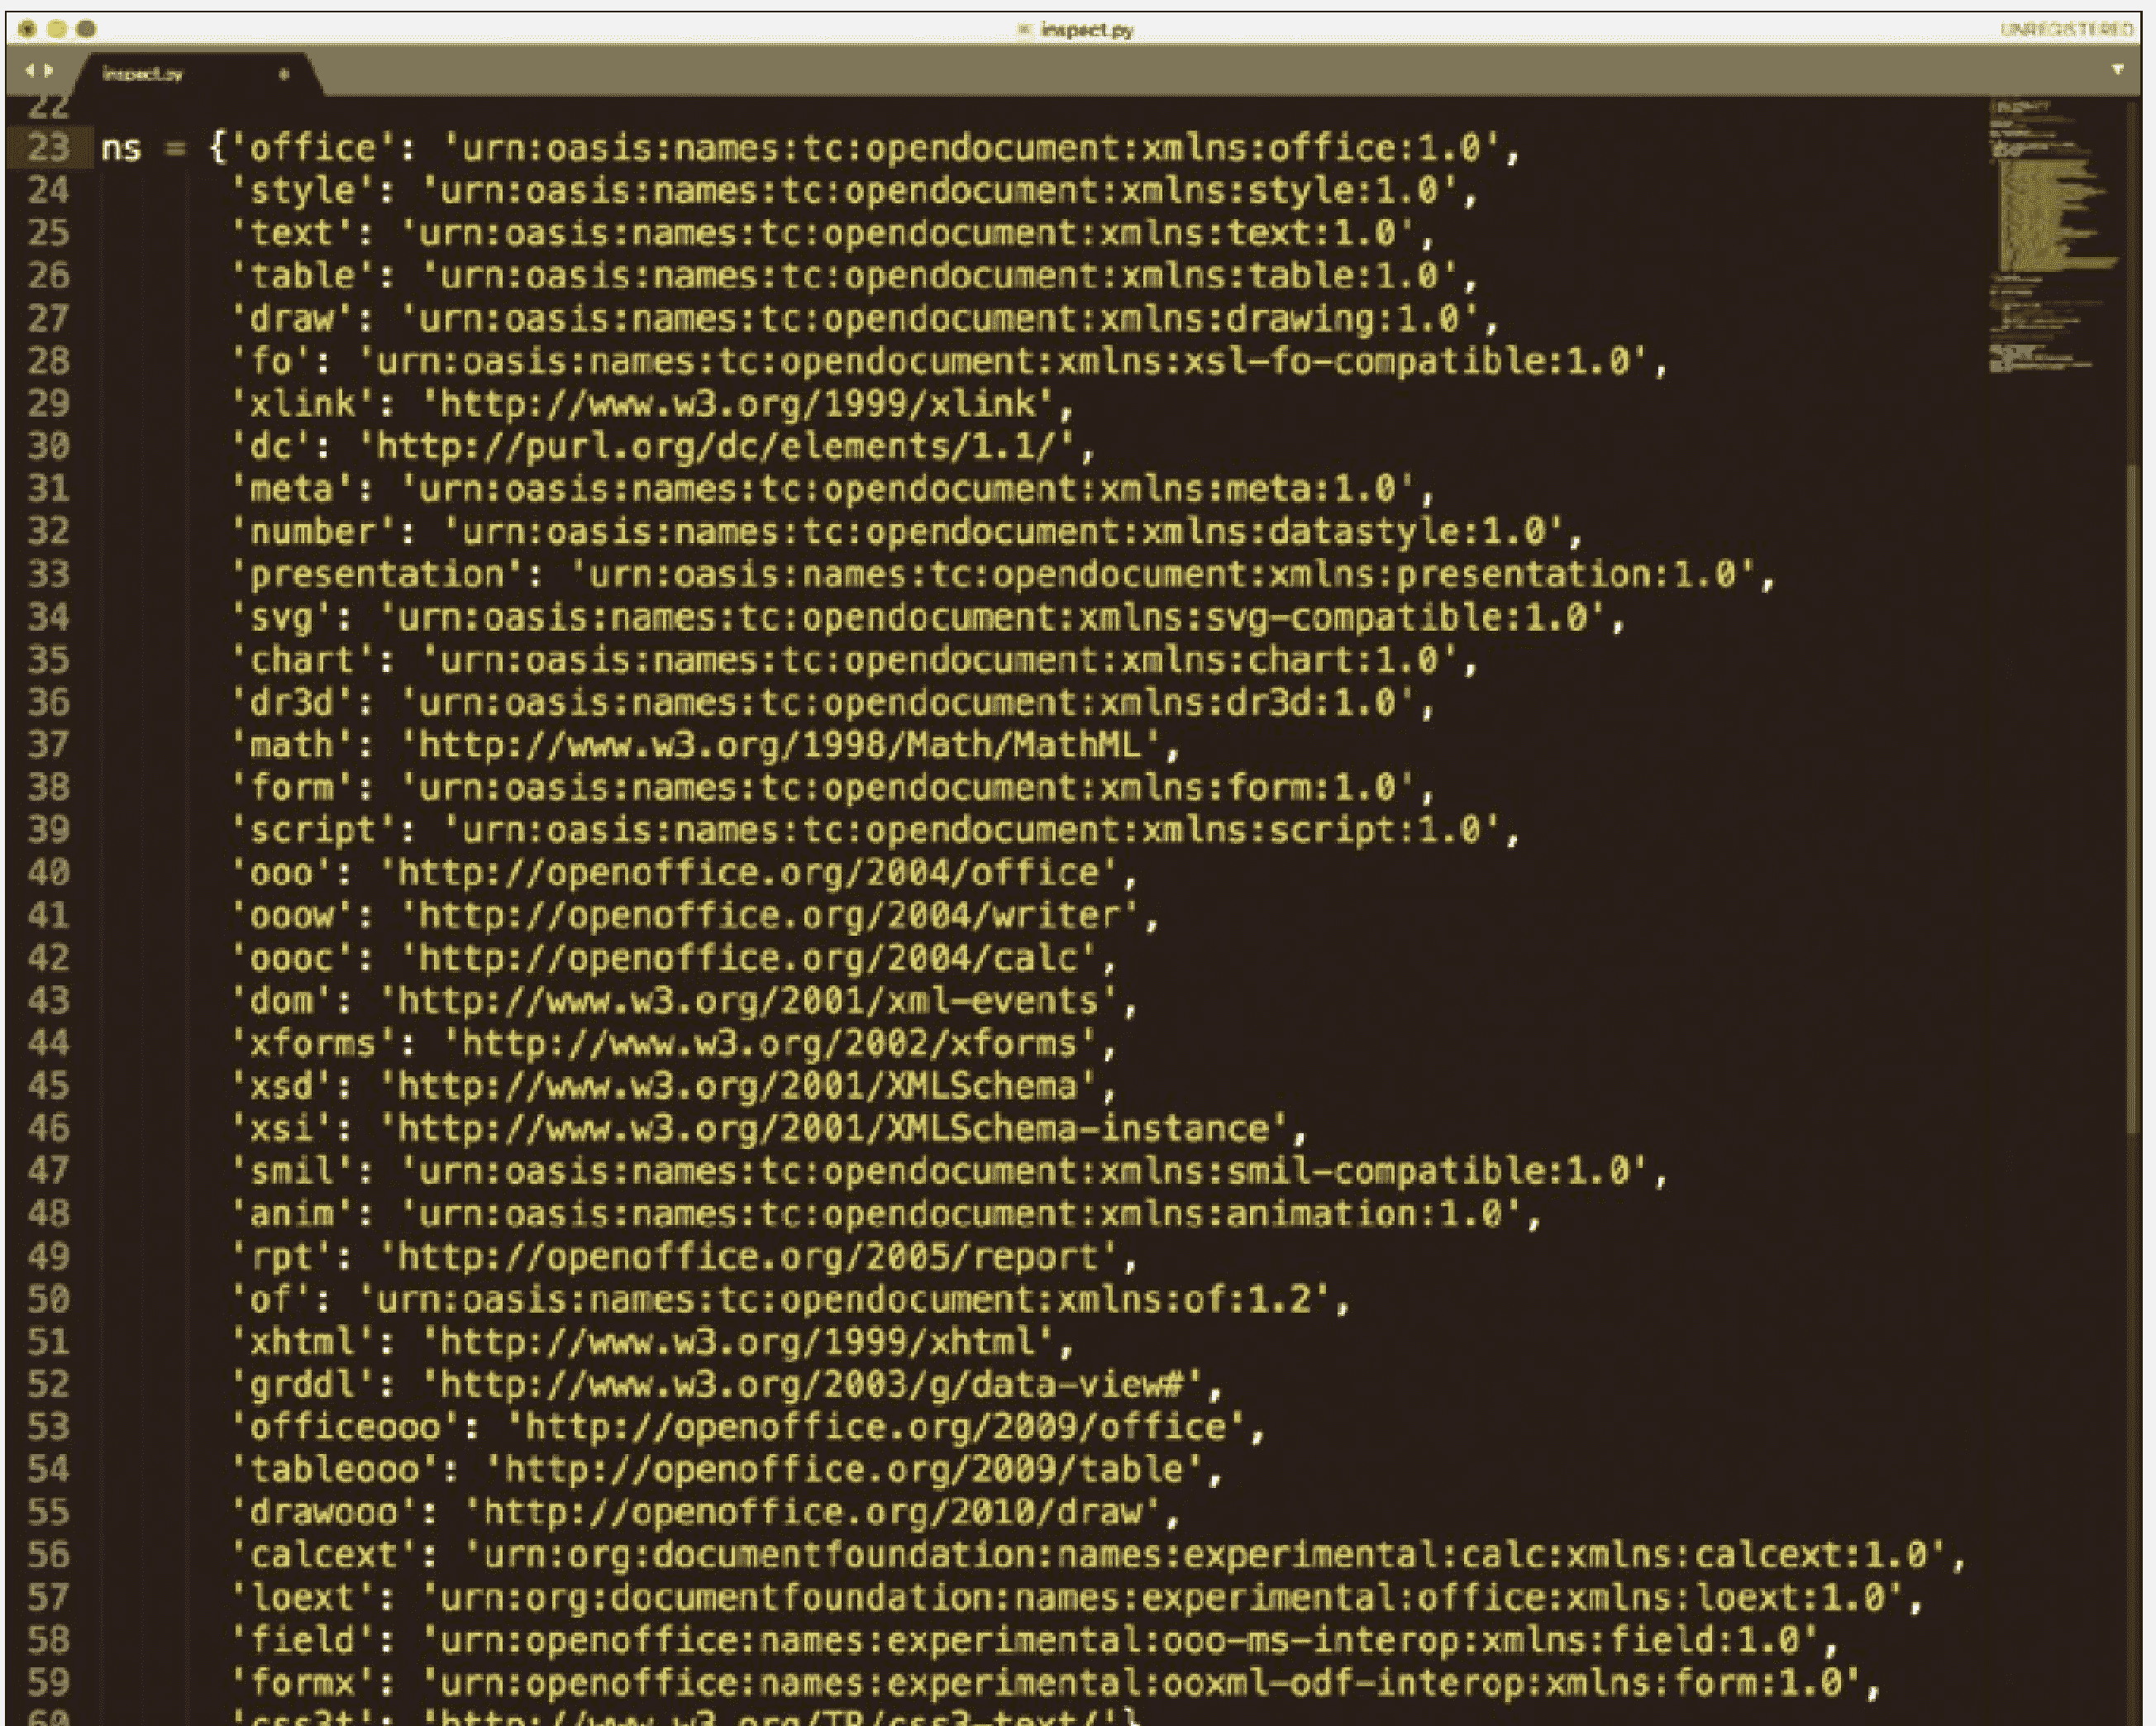 inspect.py
UNREGISTERED
inspect.py
22
23 ns = {'office': 'urn:oasis:names:tc:opendocument:xmlns:office:1.0',
24 'style': 'urn:oasis:names:tc:opendocument:xmlns:style:1.0',
25 'text': 'urn:oasis:names:tc:opendocument:xmlns:text:1.0',
26 'table': 'urn:oasis:names:tc:opendocument:xmlns:table:1.0',
27 'draw': 'urn:oasis:names:tc:opendocument:xmlns:drawing:1.0',
28 'fo': 'urn:oasis:names:tc:opendocument:xmlns:xsl-fo-compatible:1.0',
29 'xlink': 'http://www.w3.org/1999/xlink',
30 'dc': 'http://purl.org/dc/elements/1.1/',
31 'meta': 'urn:oasis:names:tc:opendocument:xmlns:meta:1.0',
32 'number': 'urn:oasis:names:tc:opendocument:xmlns:datastyle:1.0',
33 'presentation': 'urn:oasis:names:tc:opendocument:xmlns:presentation:1.0',
34 'svg': 'urn:oasis:names:tc:opendocument:xmlns:svg-compatible:1.0',
35 'chart': 'urn:oasis:names:tc:opendocument:xmlns:chart:1.0',
36 'dr3d': 'urn:oasis:names:tc:opendocument:xmlns:dr3d:1.0',
37 'math': 'http://www.w3.org/1998/Math/MathML',
38 'form': 'urn:oasis:names:tc:opendocument:xmlns:form:1.0',
39 'script': 'urn:oasis:names:tc:opendocument:xmlns:script:1.0',
40 'ooo': 'http://openoffice.org/2004/office',
41 'ooow': 'http://openoffice.org/2004/writer',
42 'oooc': 'http://openoffice.org/2004/calc',
43 'dom': 'http://www.w3.org/2001/xml-events',
44 'xforms': 'http://www.w3.org/2002/xforms',
45 'xsd': 'http://www.w3.org/2001/XMLSchema',
46 'xsi': 'http://www.w3.org/2001/XMLSchema-instance',
47 'smil': 'urn:oasis:names:tc:opendocument:xmlns:smil-compatible:1.0',
48 'anim': 'urn:oasis:names:tc:opendocument:xmlns:animation:1.0',
49 'rpt': 'http://openoffice.org/2005/report',
50 'of': 'urn:oasis:names:tc:opendocument:xmlns:of:1.2',
51 'xhtml': 'http://www.w3.org/1999/xhtml',
52 'grddl': 'http://www.w3.org/2003/g/data-view#',
53 'officeooo': 'http://openoffice.org/2009/office',
54 'tableooo': 'http://openoffice.org/2009/table',
55 'drawooo': 'http://openoffice.org/2010/draw',
56 'calcext': 'urn:org:documentfoundation:names:experimental:calc:xmlns:calcext:1.0',
57 'loext': 'urn:org:documentfoundation:names:experimental:office:xmlns:loext:1.0',
58 'field': 'urn:openoffice:names:experimental:ooo-ms-interop:xmlns:field:1.0',
59 'formx': 'urn:openoffice:names:experimental:ooxml-odf-interop:xmlns:form:1.0',
60 'css3t': 'http://www.w3.org/TR/css3-text/'}